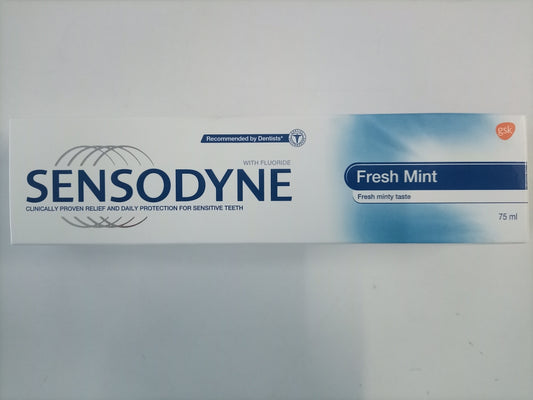 Recommended by Dentists*
WITH FLUORIDE
SENSODYNE
CLINICALLY PROVEN RELIEF AND DAILY PROTECTION FOR SENSITIVE TEETH
gsk
Fresh Mint
Fresh minty taste
75 ml